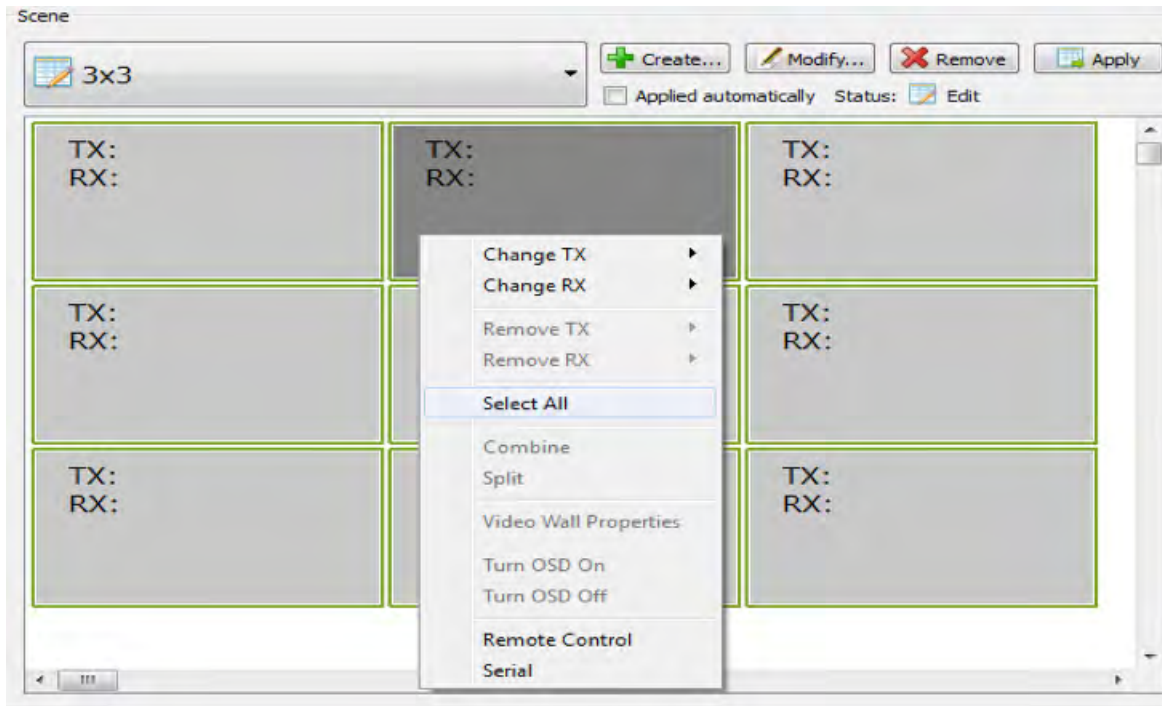 Scene
3x3
Create... Modify... Remove Apply
Applied automatically Status: Edit
TX: TX: TX:
RX: RX: RX:
Change TX
Change RX
TX: TX:
RX: Remove TX RX:
Remove RX
Select All
Combine
TX: Split TX:
RX: RX:
Video Wall Properties
Turn OSD On
Turn OSD Off
Remote Control
Serial